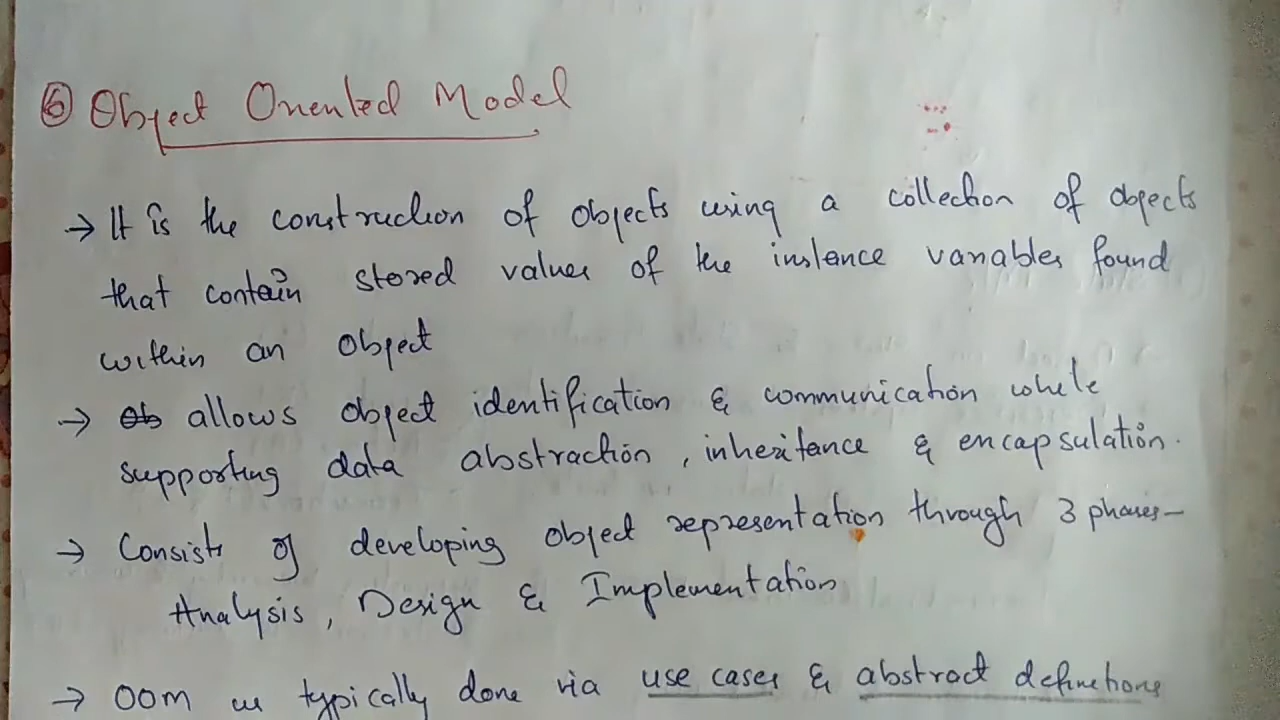 ⑥ Object Oriented Model
→ It is the construction of objects using a collection of objects
that contain stored values of the instance variables found
within an object
→ allows object identification & communication while
supporting data abstraction, inheritance & encapsulation.
→ Consists of developing object representation through 3 phases-
Analysis, Design & Implementation
→ OOM is typically done via use cases & abstract definitions